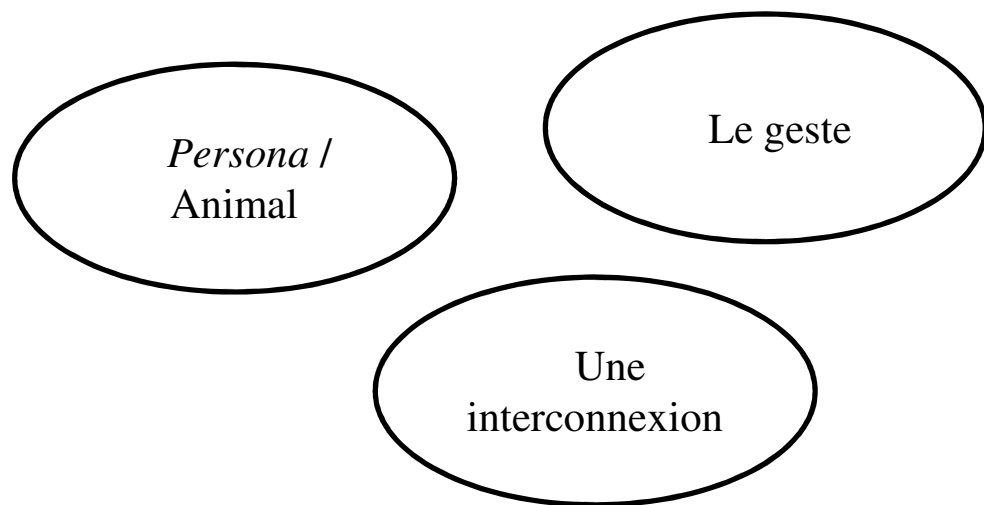 Persona /
Animal
Le geste
Une
interconnexion